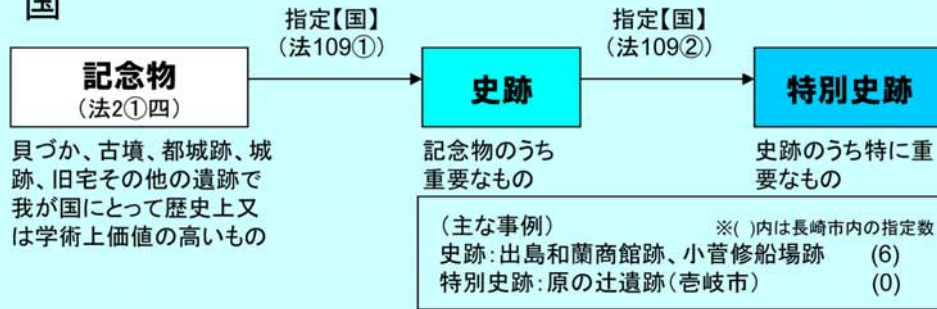 国
指定【国】
(法109①)
指定【国】
(法109②)
記念物
(法2①四)
史跡
特別史跡
貝づか、古墳、都城跡、城
跡、旧宅その他の遺跡で
我が国にとって歴史上又
は学術上価値の高いもの
記念物のうち
重要なもの
史跡のうち特に重
要なもの
(主な事例) ※( )内は長崎市内の指定数
史跡:出島和蘭商館跡、小菅修船場跡 (6)
特別史跡:原の辻遺跡(壱岐市) (0)